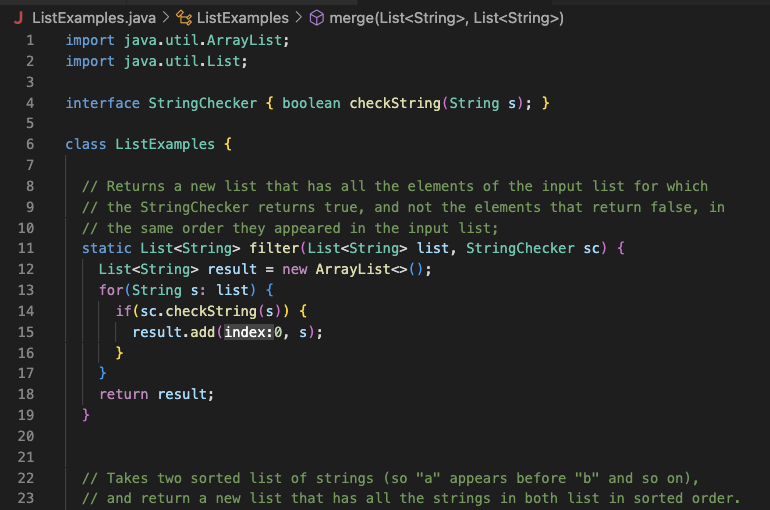 J ListExamples.java > ListExamples > merge(List<String>, List<String>)
1 import java.util.ArrayList;
2 import java.util.List;
3
4 interface StringChecker { boolean checkString(String s); }
5
6 class ListExamples {
7
8 // Returns a new list that has all the elements of the input list for which
9 // the StringChecker returns true, and not the elements that return false, in
10 // the same order they appeared in the input list;
11 static List<String> filter(List<String> list, StringChecker sc) {
12 List<String> result = new ArrayList<>();
13 for(String s: list) {
14 if(sc.checkString(s)) {
15 result.add(index:0, s);
16 }
17 }
18 return result;
19 }
20
21
22 // Takes two sorted list of strings (so "a" appears before "b" and so on),
23 // and return a new list that has all the strings in both list in sorted order.